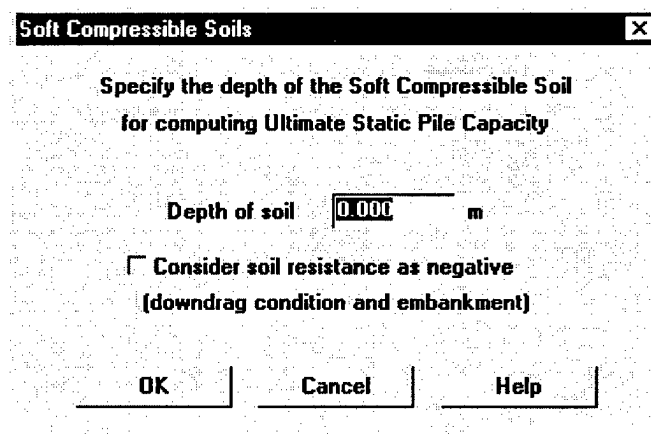 Soft Compressible Soils
Specify the depth of the Soft Compressible Soil
for computing Ultimate Static Pile Capacity
Depth of soil 0.000 m
Consider soil resistance as negative
(downdrag condition and embankment)
OK Cancel Help